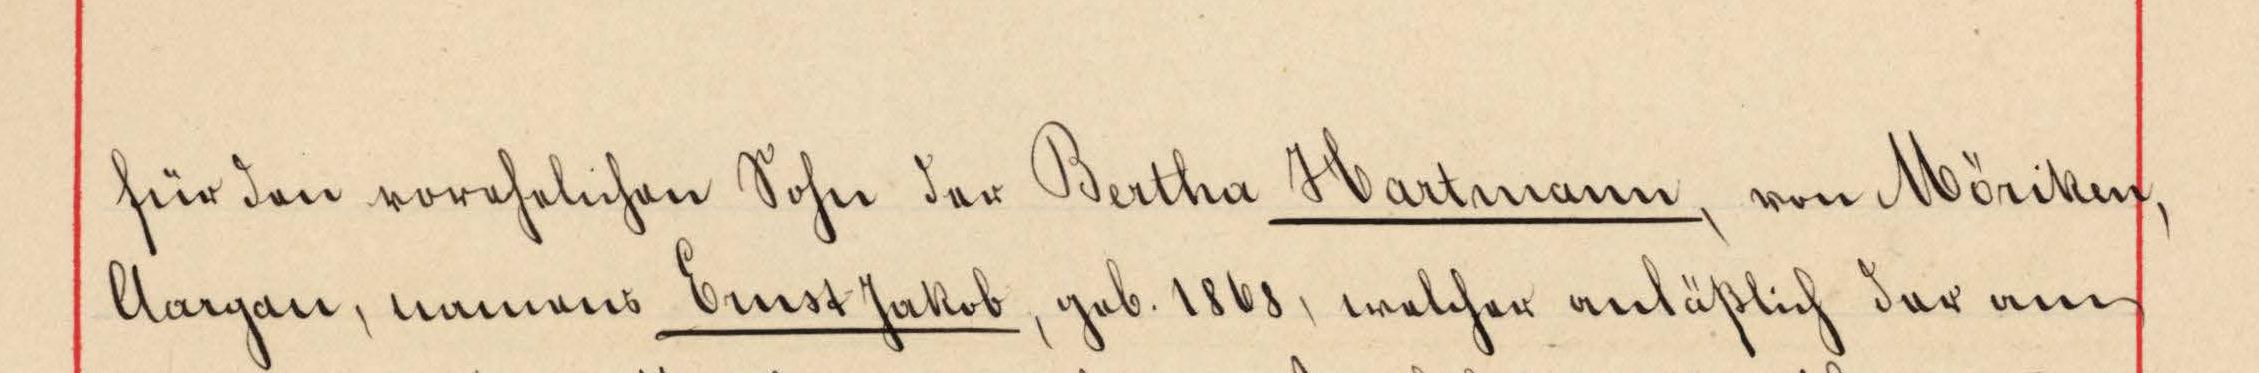 für den vorehelichen Sohn der Bertha Hartmann, von Möriken,
Aargau, namens Ernst Jakob, geb. 1868, welcher anläßlich der am